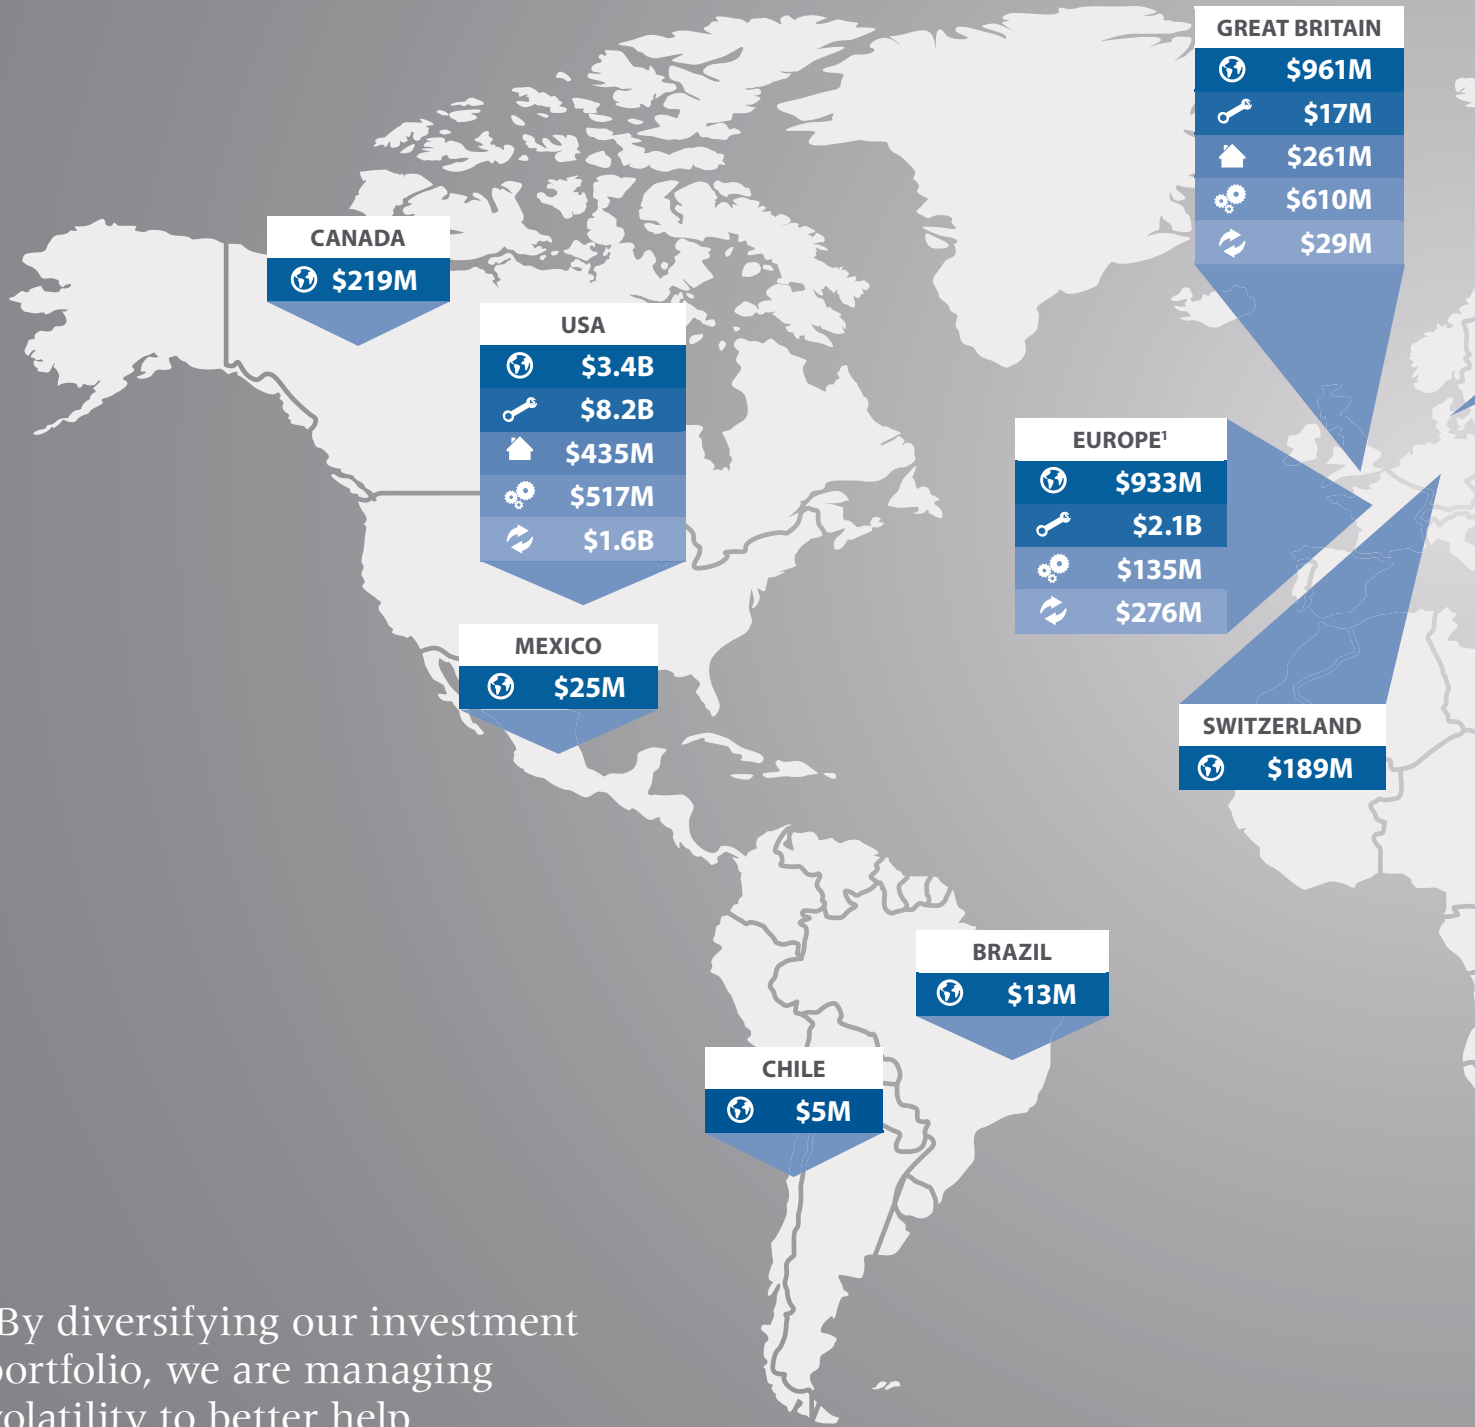 GREAT BRITAIN
$961M
$17M
$261M
$610M
$29M
CANADA
$219M
USA
$3.4B
$8.2B
$435M
$517M
$1.6B
EUROPE¹
$933M
$2.1B
$135M
$276M
MEXICO
$25M
SWITZERLAND
$189M
BRAZIL
$13M
CHILE
$5M
By diversifying our investment
portfolio, we are managing
volatility to better help